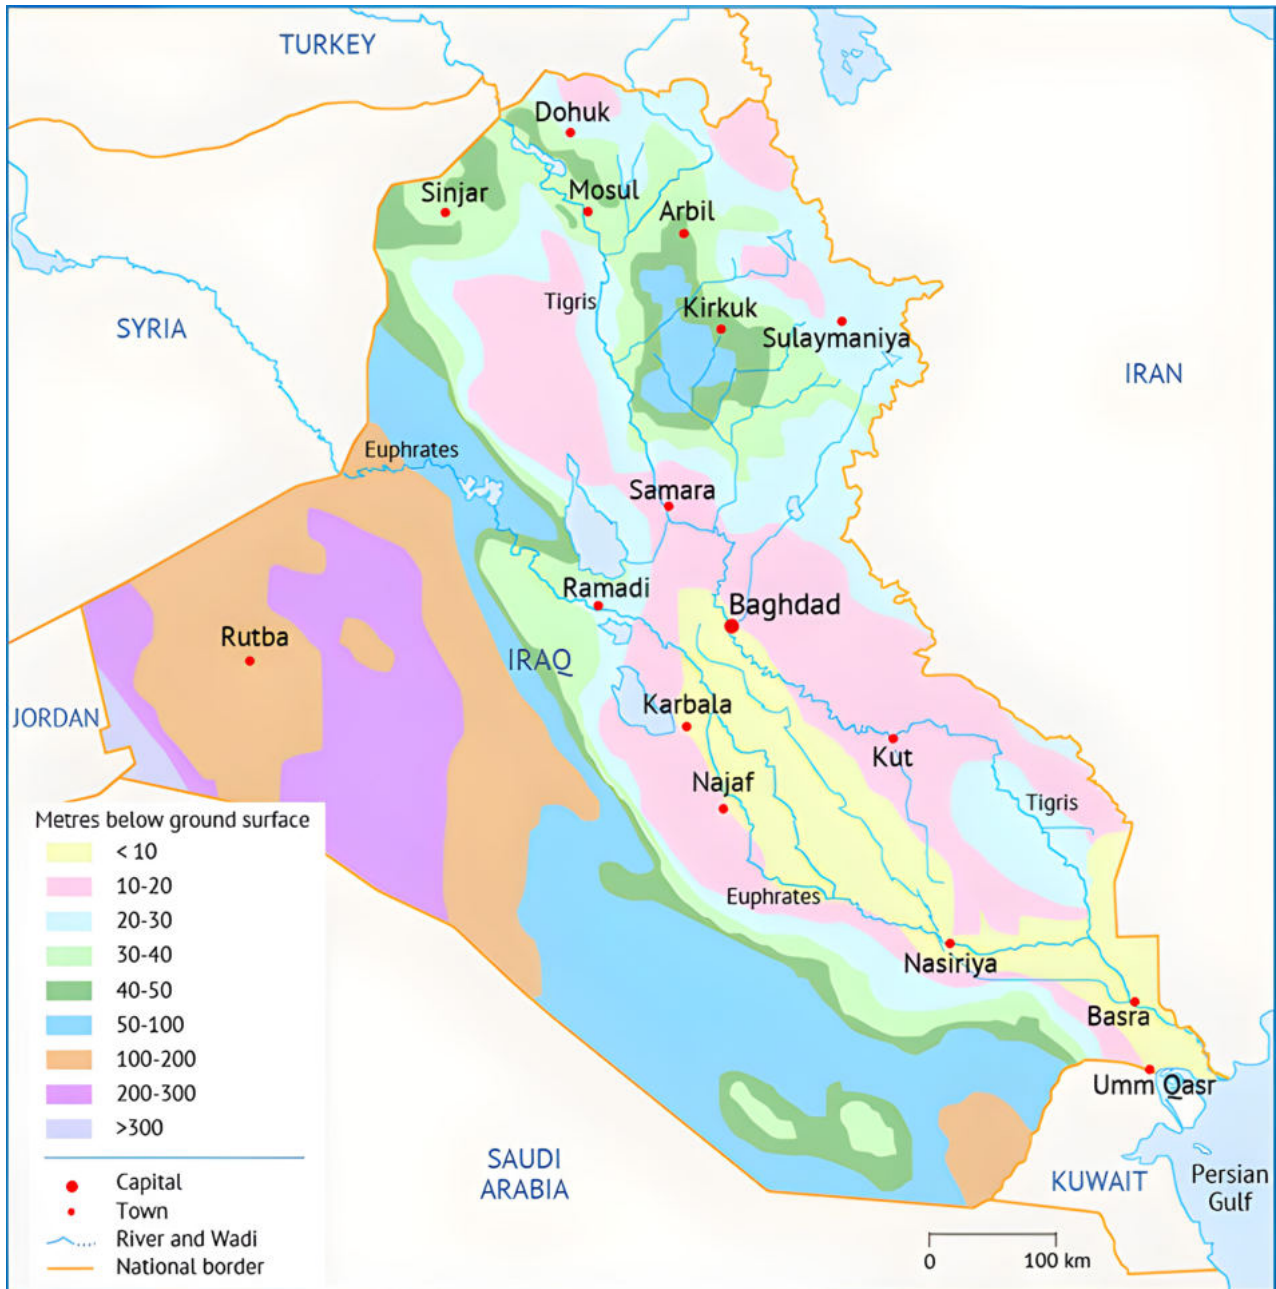 TURKEY
Dohuk
Sinjar
Mosul
Arbil
Tigris
Kirkuk
SYRIA
Sulaymaniya
IRAN
Euphrates
Samara
Ramadi
Baghdad
Rutba
IRAQ
JORDAN
Karbala
Kut
Najaf
Tigris
Euphrates
Nasiriya
Basra
Umm Qasr
SAUDI
ARABIA
KUWAIT
Persian
Gulf
Metres below ground surface
< 10
10-20
20-30
30-40
40-50
50-100
100-200
200-300
>300
Capital
Town
River and Wadi
National border
0 100 km